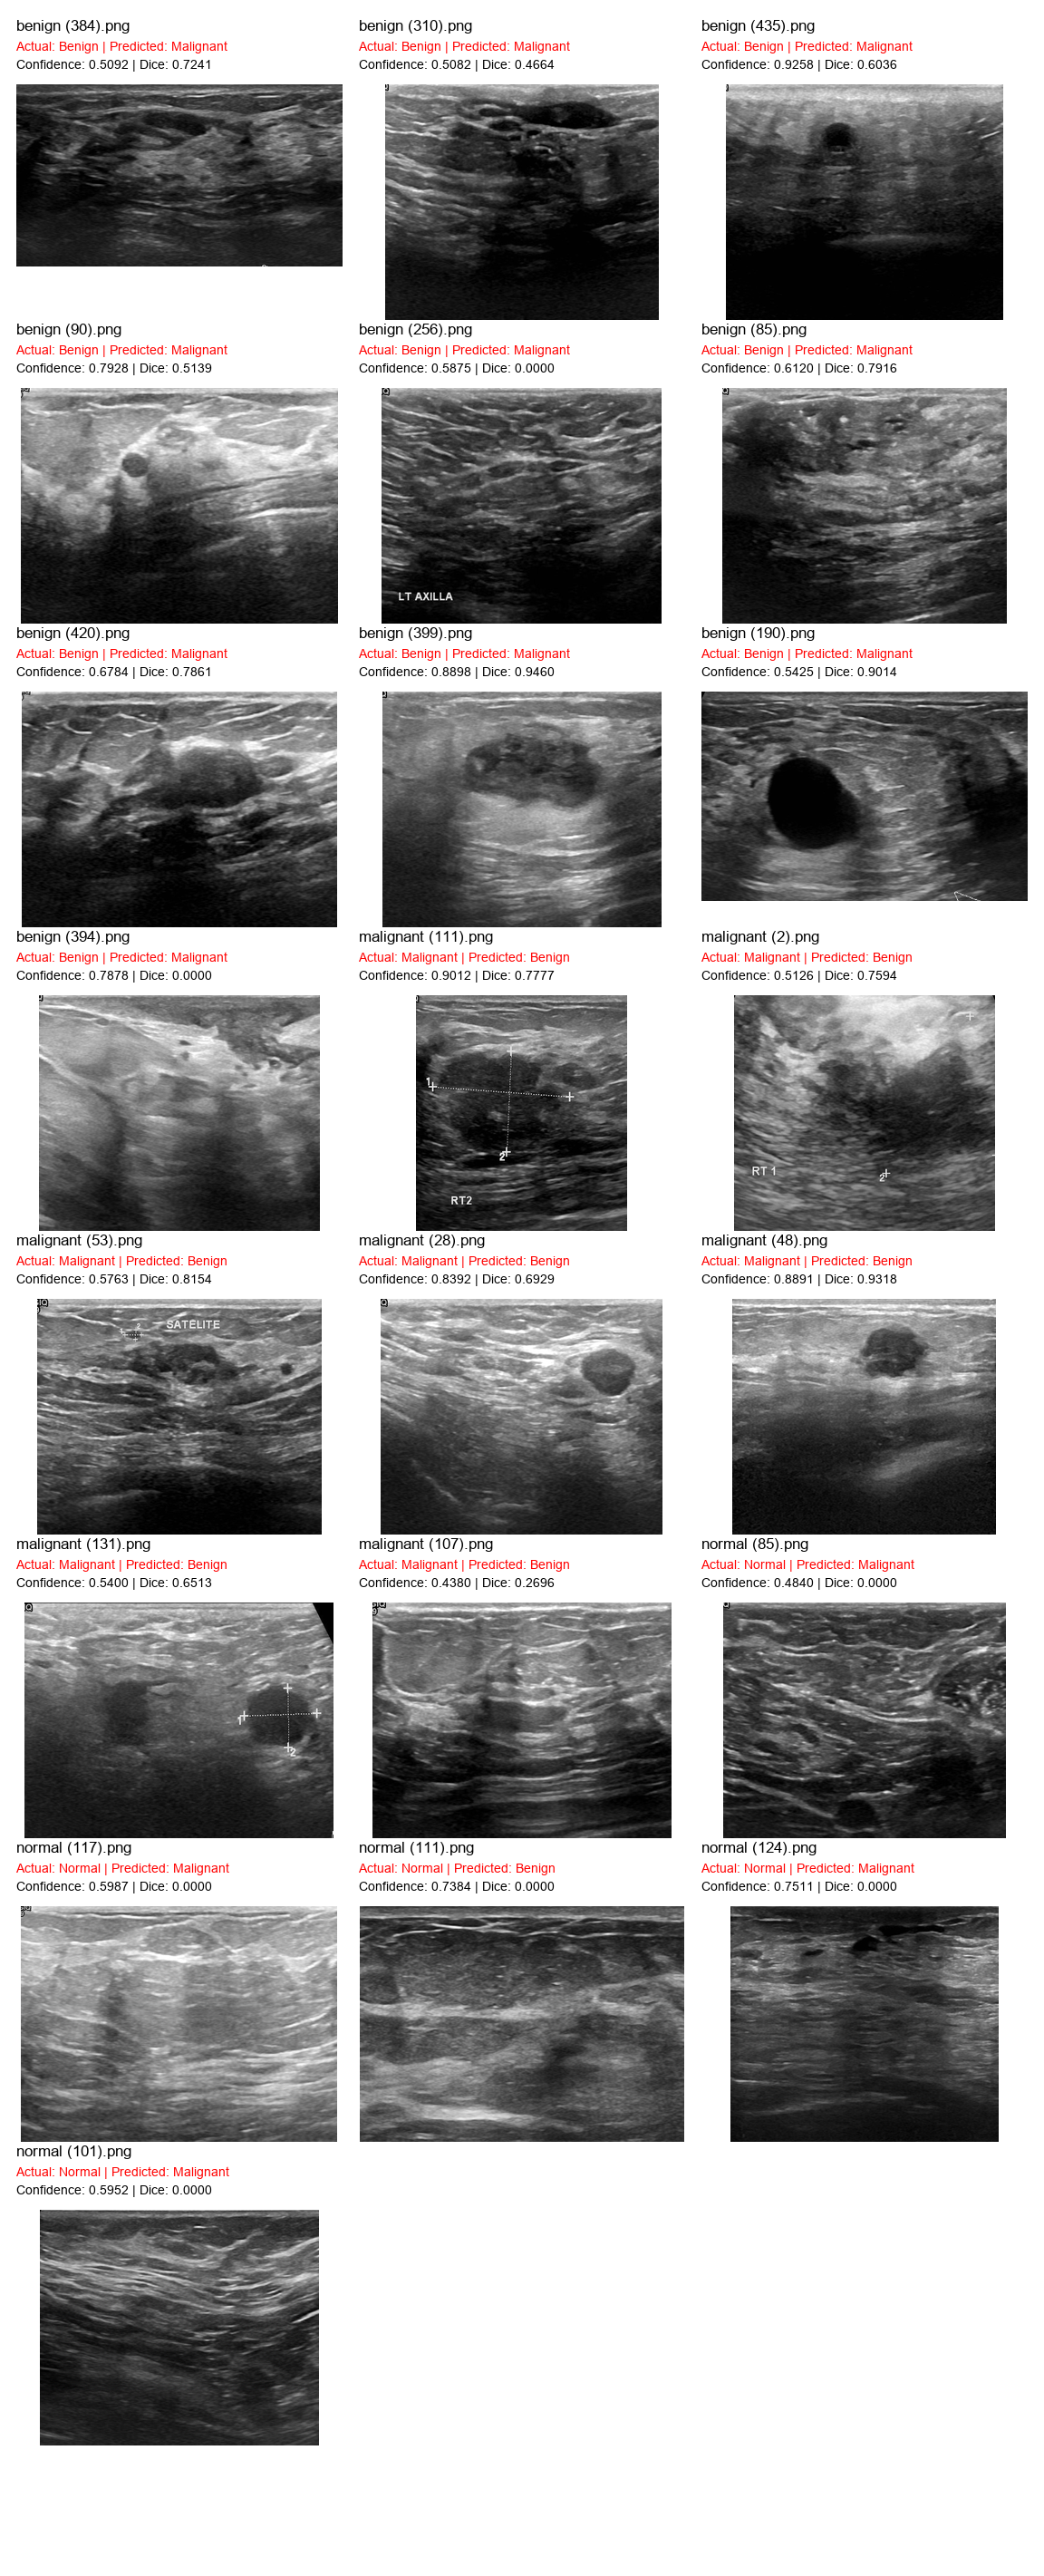 benign (384).png
Actual: Benign | Predicted: Malignant
Confidence: 0.5092 | Dice: 0.7241
benign (310).png
Actual: Benign | Predicted: Malignant
Confidence: 0.5082 | Dice: 0.4664
benign (435).png
Actual: Benign | Predicted: Malignant
Confidence: 0.9258 | Dice: 0.6036
benign (90).png
Actual: Benign | Predicted: Malignant
Confidence: 0.7928 | Dice: 0.5139
benign (256).png
Actual: Benign | Predicted: Malignant
Confidence: 0.5875 | Dice: 0.0000
LT AXILLA
benign (85).png
Actual: Benign | Predicted: Malignant
Confidence: 0.6120 | Dice: 0.7916
benign (420).png
Actual: Benign | Predicted: Malignant
Confidence: 0.6784 | Dice: 0.7861
benign (399).png
Actual: Benign | Predicted: Malignant
Confidence: 0.8898 | Dice: 0.9460
benign (190).png
Actual: Benign | Predicted: Malignant
Confidence: 0.5425 | Dice: 0.9014
benign (394).png
Actual: Benign | Predicted: Malignant
Confidence: 0.7878 | Dice: 0.0000
malignant (111).png
Actual: Malignant | Predicted: Benign
Confidence: 0.9012 | Dice: 0.7777
1
2
RT2
malignant (2).png
Actual: Malignant | Predicted: Benign
Confidence: 0.5126 | Dice: 0.7594
RT 1
2
malignant (53).png
Actual: Malignant | Predicted: Benign
Confidence: 0.5763 | Dice: 0.8154
SATELITE
malignant (28).png
Actual: Malignant | Predicted: Benign
Confidence: 0.8392 | Dice: 0.6929
malignant (48).png
Actual: Malignant | Predicted: Benign
Confidence: 0.8891 | Dice: 0.9318
malignant (131).png
Actual: Malignant | Predicted: Benign
Confidence: 0.5400 | Dice: 0.6513
1
2
malignant (107).png
Actual: Malignant | Predicted: Benign
Confidence: 0.4380 | Dice: 0.2696
normal (85).png
Actual: Normal | Predicted: Malignant
Confidence: 0.4840 | Dice: 0.0000
normal (117).png
Actual: Normal | Predicted: Malignant
Confidence: 0.5987 | Dice: 0.0000
normal (111).png
Actual: Normal | Predicted: Benign
Confidence: 0.7384 | Dice: 0.0000
normal (124).png
Actual: Normal | Predicted: Malignant
Confidence: 0.7511 | Dice: 0.0000
normal (101).png
Actual: Normal | Predicted: Malignant
Confidence: 0.5952 | Dice: 0.0000